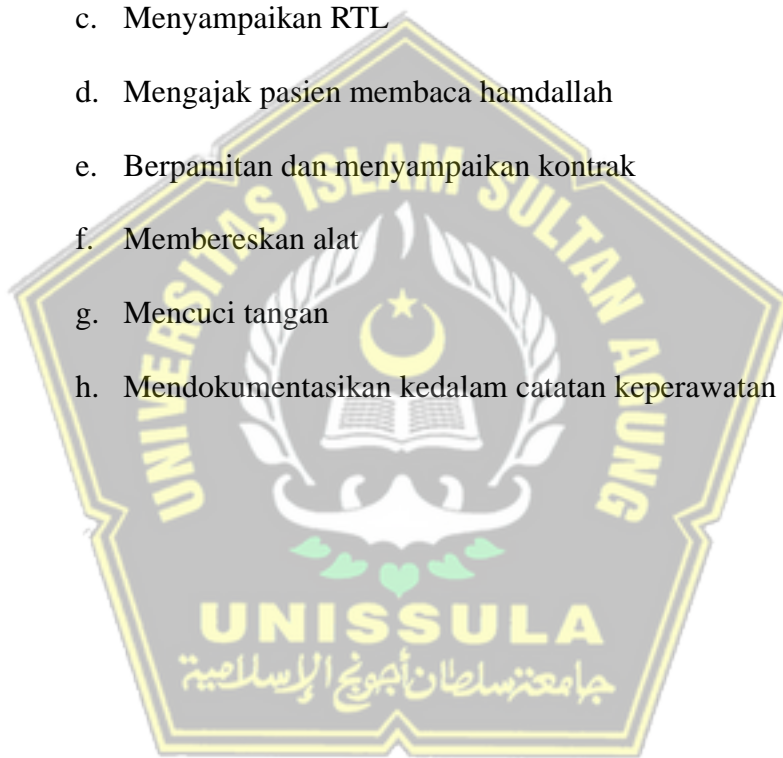 c. Menyampaikan RTL
d. Mengajak pasien membaca hamdallah
e. Berpamitan dan menyampaikan kontrak
f. Membereskan alat
g. Mencuci tangan
h. Mendokumentasikan kedalam catatan keperawatan
UNIVERSITAS ISLAM SULTAN AGUNG
UNISSULA
جامعة سلطان أجونج الإسلامية